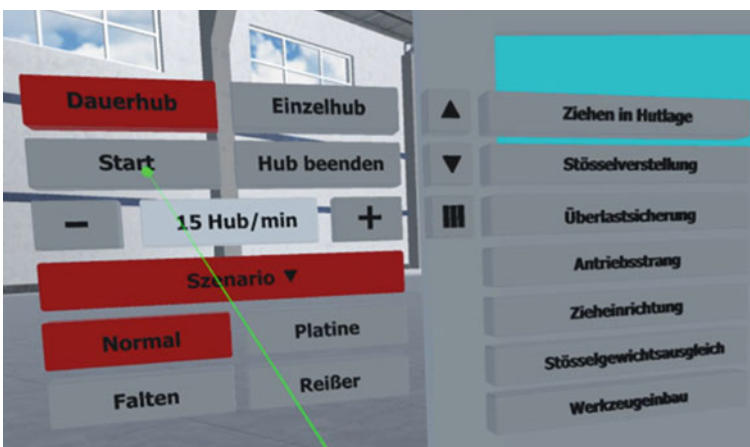 Dauerhub
Einzelhub
Start
Hub beenden
− 15 Hub/min +
Szenario ▼
Normal
Platine
Falten
Reißer
▲ Ziehen in Hutlage
▼ Stösselverstellung
Überlastsicherung
Antriebsstrang
Zieheinrichtung
Stösselgewichtsausgleich
Werkzeugeinbau